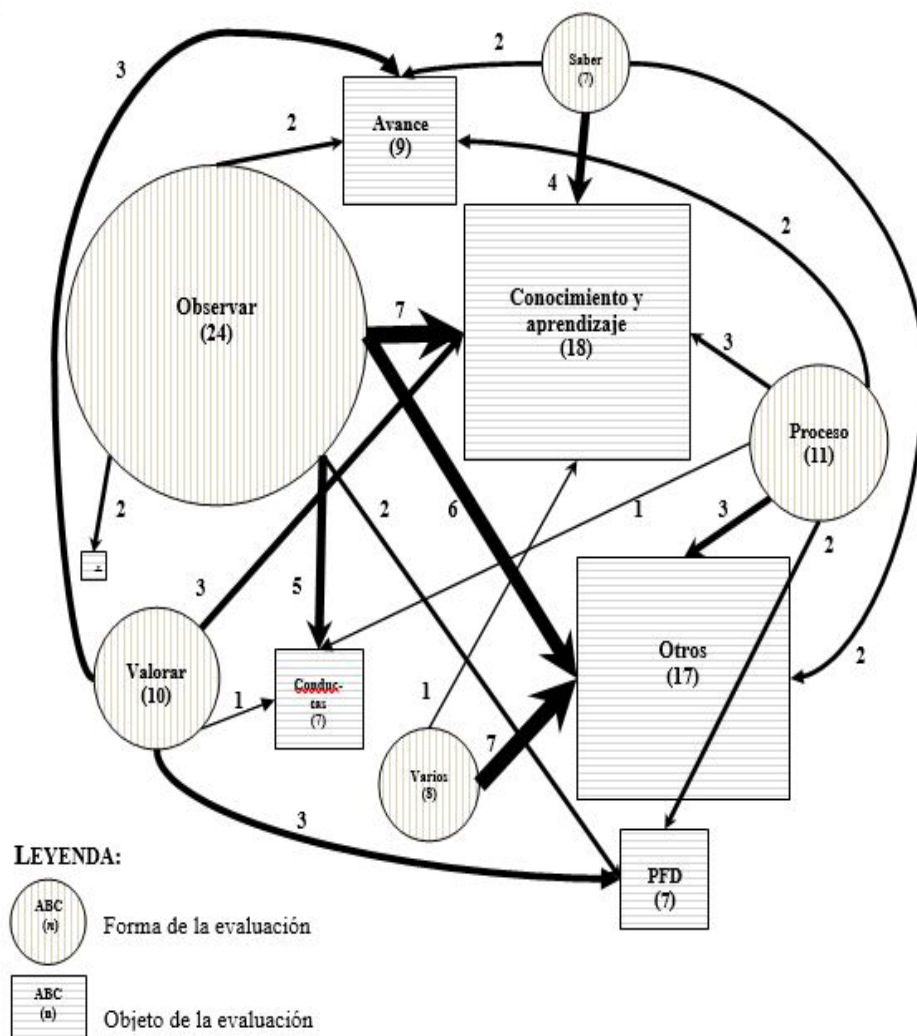 Saber
(7)
2
3
Avance
(9)
2
4
2
Observar
(24)
7
Conocimiento y
aprendizaje
(18)
3
Proceso
(11)
2
6
2
1
3
2
3
5
Valorar
(10)
1
Conduc-
cas
(7)
1
Otros
(17)
2
7
Varios
(8)
3
PFD
(7)
LEYENDA:
ABC
(n)
Forma de la evaluación
ABC
(n)
Objeto de la evaluación